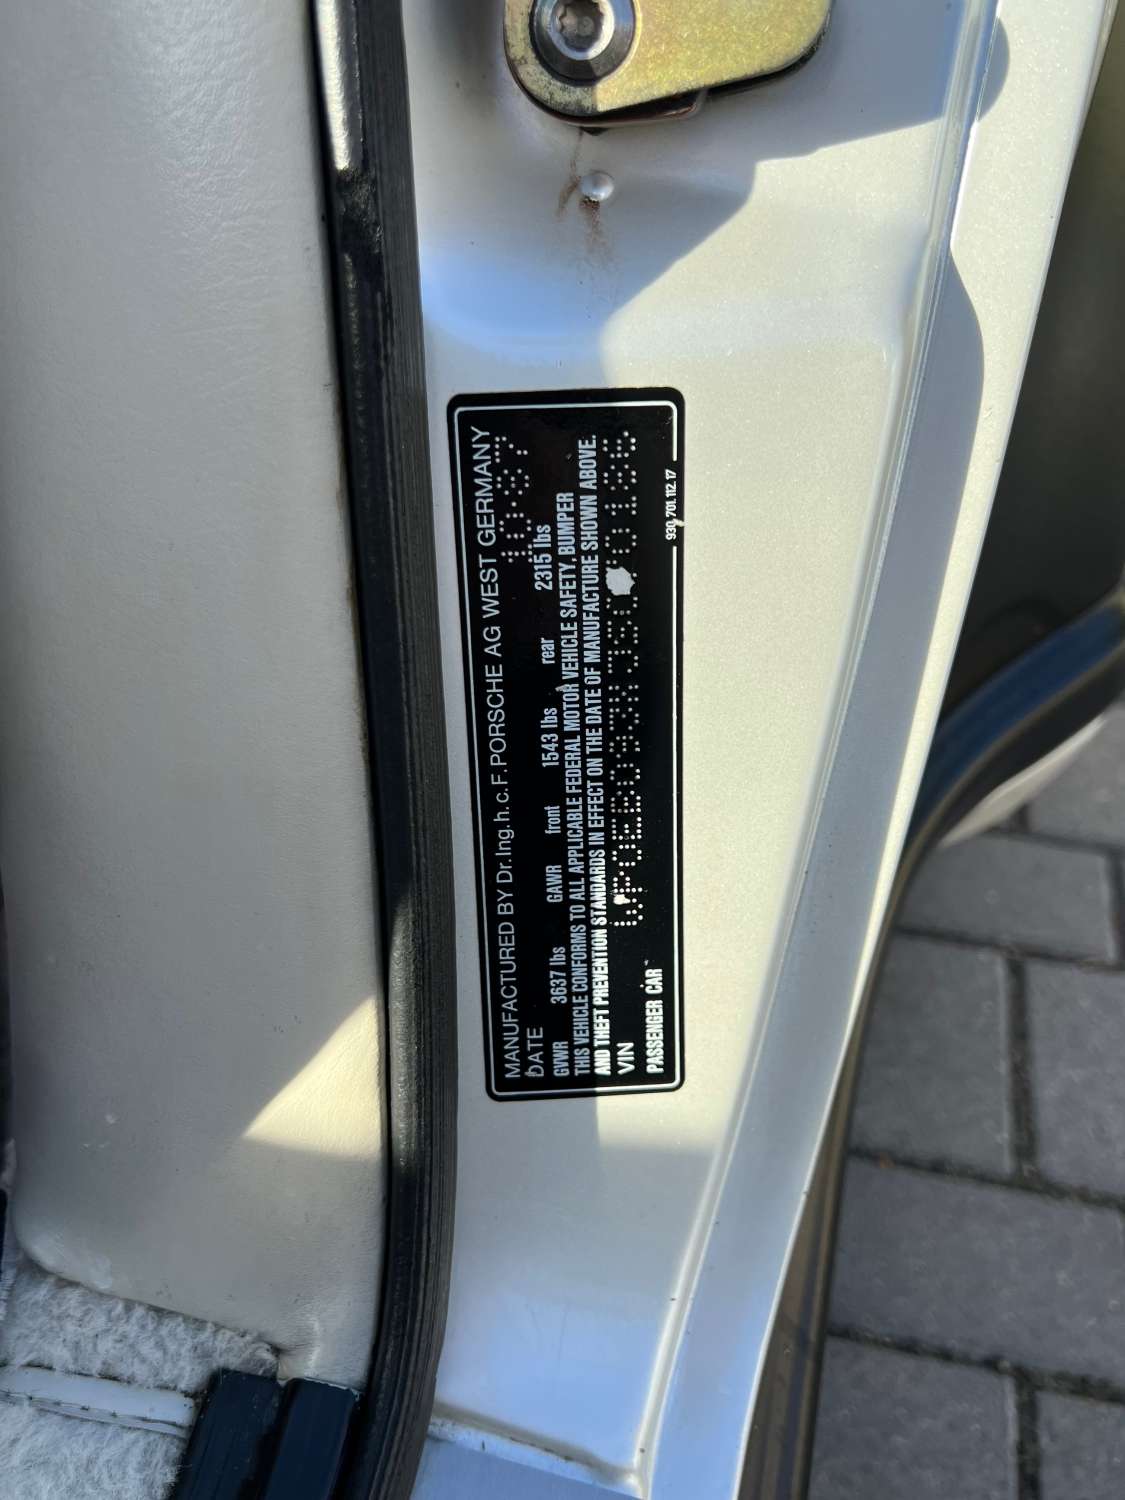 MANUFACTURED BY Dr. Ing. h. c. F. PORSCHE AG WEST GERMANY
DATE 10-87
GVWR 3637 lbs GAWR front 1543 lbs rear 2315 lbs
THIS VEHICLE CONFORMS TO ALL APPLICABLE FEDERAL MOTOR VEHICLE SAFETY, BUMPER
AND THEFT PREVENTION STANDARDS IN EFFECT ON THE DATE OF MANUFACTURE SHOWN ABOVE.
VIN WP0EB093XJS070186
PASSENGER CAR
930.701.112.17